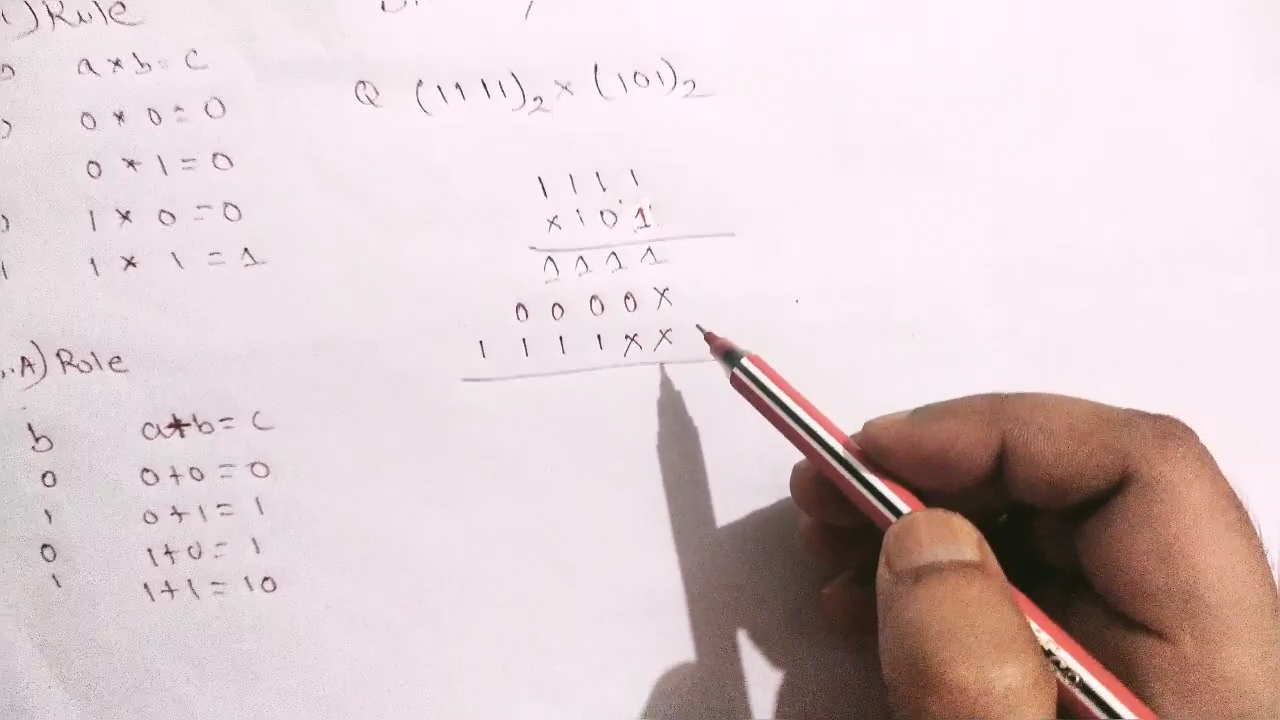 ) Rule
a*b=C
0*0=0
0*1=0
1*0=0
1*1=1
Q (1111)2 × (101)2
1111
×101
1111
0000×
1111××
.A) Rule
b a+b=C
0 0+0=0
1 0+1=1
0 1+0=1
1 1+1=10